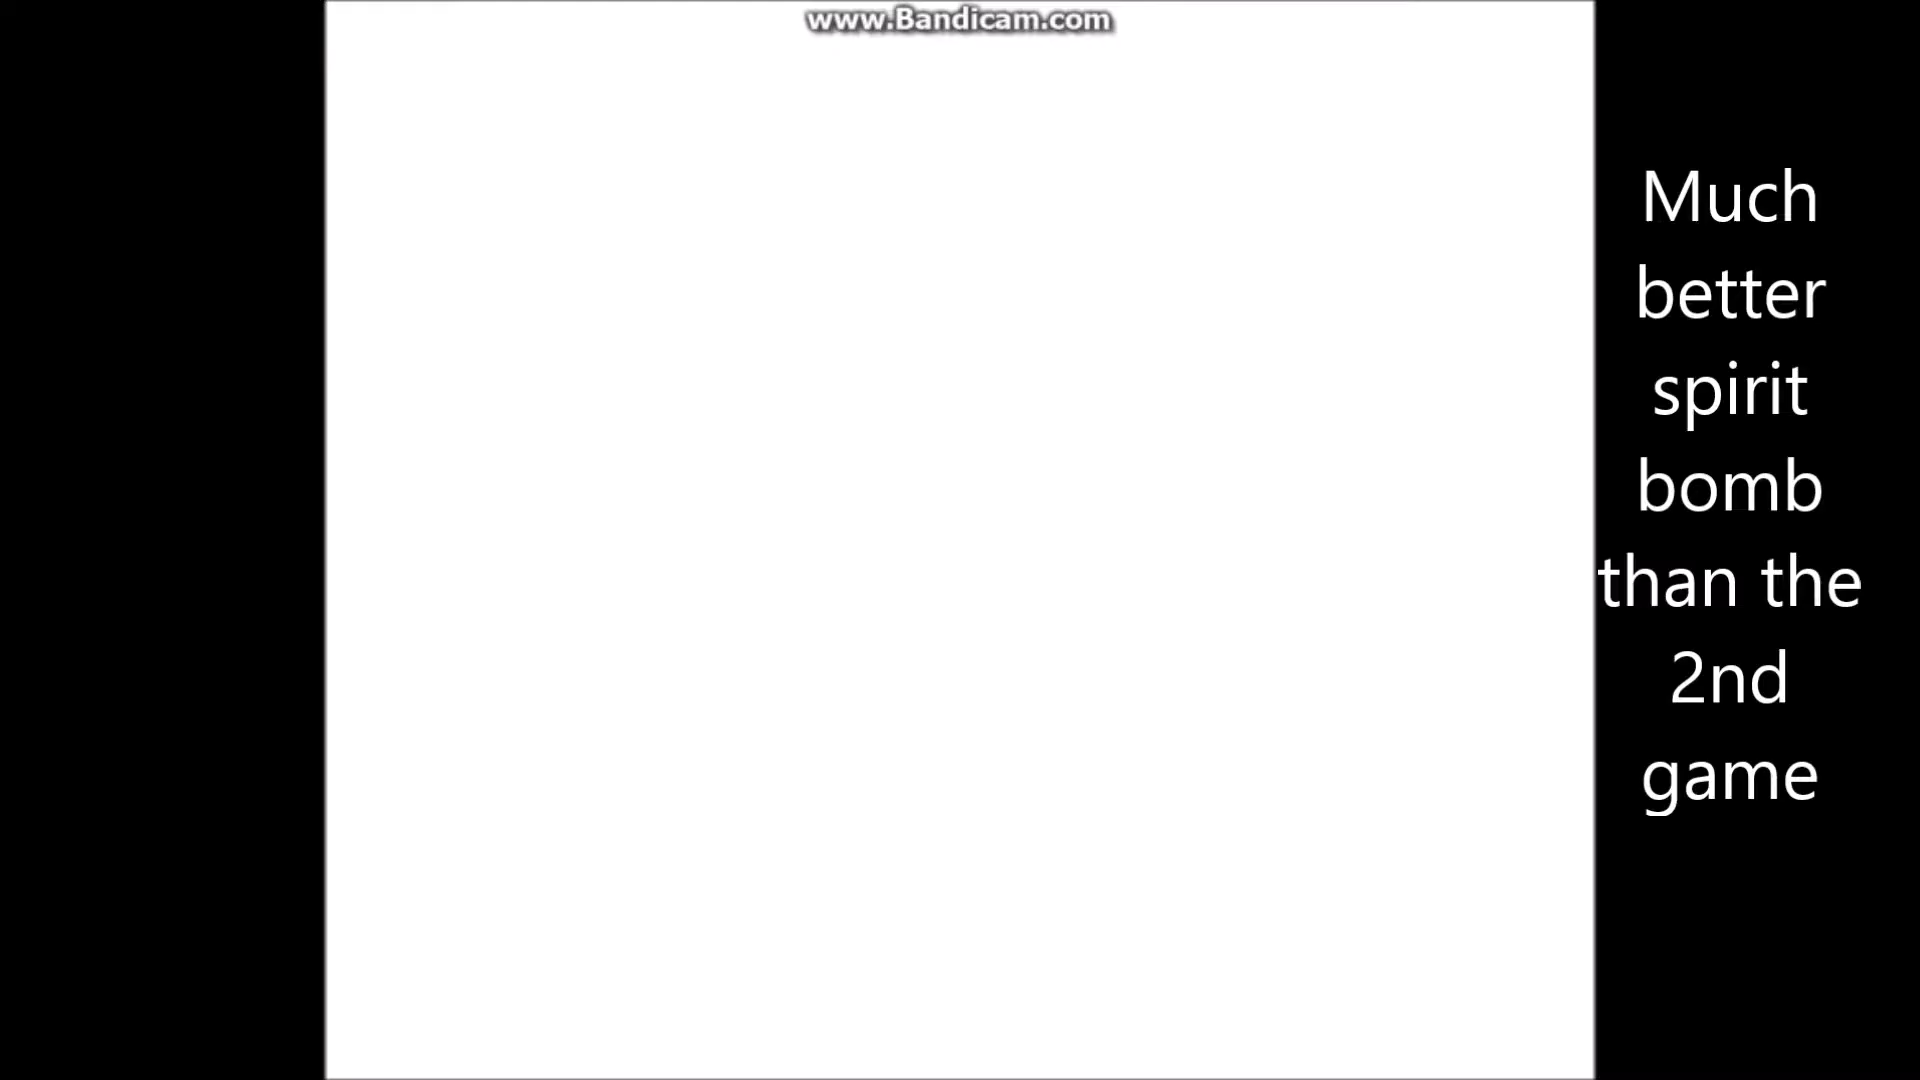 www.Bandicam.com
Much
better
spirit
bomb
than the
2nd
game